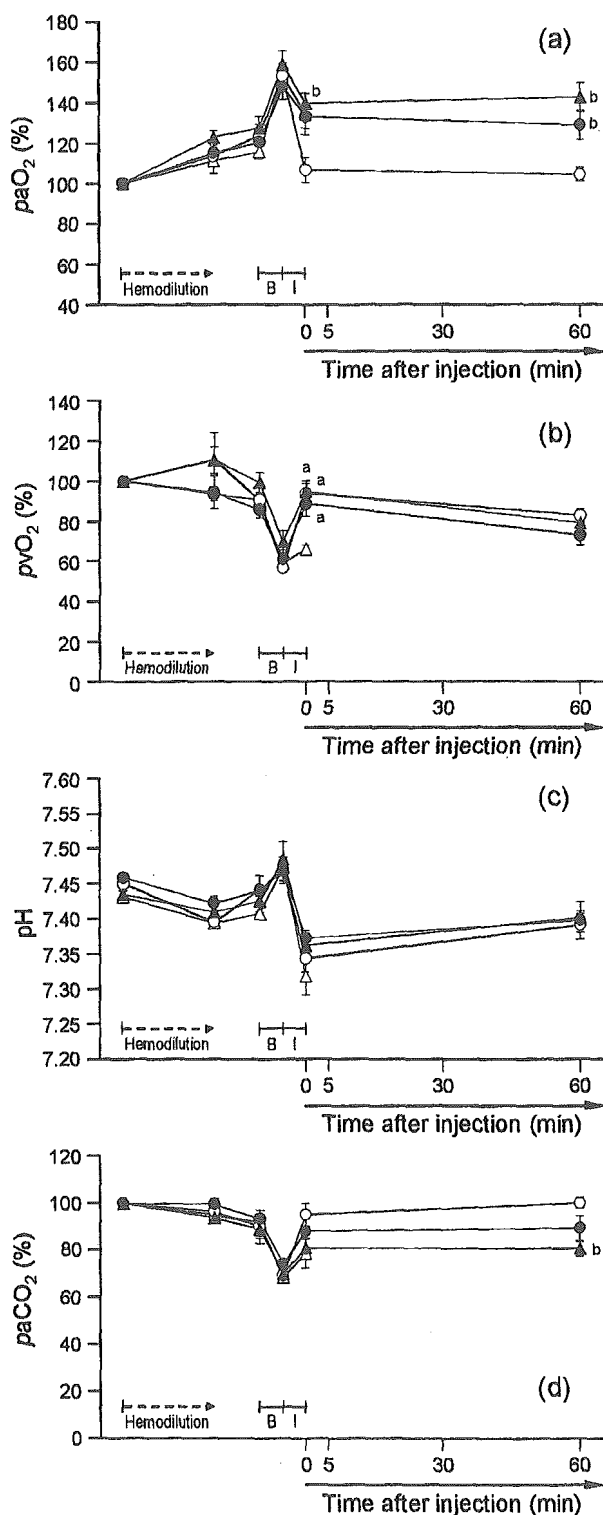 (a)
paO2 (%)
180
160
140
120
100
80
60
40
b
b
b
Hemodilution
B
I
0 5 30 60
Time after injection (min)
(b)
pvO2 (%)
140
120
100
80
60
40
20
0
a
a
a
Hemodilution
B
I
0 5 30 60
Time after injection (min)
(c)
pH
7.60
7.55
7.50
7.45
7.40
7.35
7.30
7.25
7.20
Hemodilution
B
I
0 5 30 60
Time after injection (min)
paCO2 (%)
120
100
80
60
40
20
0
b
(d)
Hemodilution
B
I
0 5 30 60
Time after injection (min)